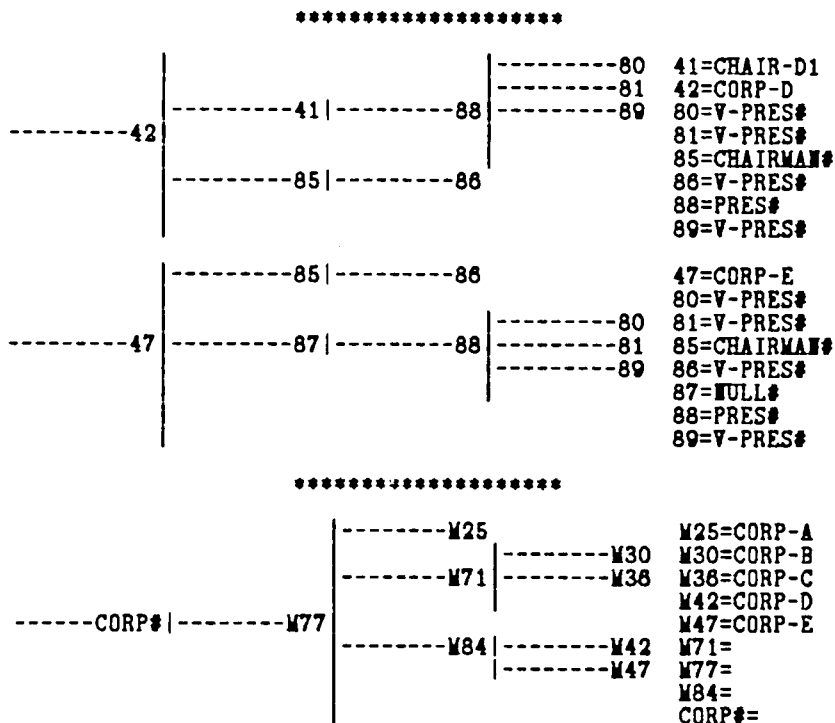 ********************
---------80 41=CHAIR-D1
---------81 42=CORP-D
---------41|---------88 ---------89 80=V-PRES#
---------42 81=V-PRES#
85=CHAIRMAN#
---------85|---------86 86=V-PRES#
88=PRES#
89=V-PRES#
---------85|---------86 47=CORP-E
80=V-PRES#
---------80 81=V-PRES#
---------47 ---------87|---------88 ---------81 85=CHAIRMAN#
---------89 86=V-PRES#
87=NULL#
88=PRES#
89=V-PRES#
********************
--------M25 M25=CORP-A
--------M30 M30=CORP-B
--------M71 --------M36 M36=CORP-C
M42=CORP-D
------CORP#|--------M77 M47=CORP-E
--------M84 |-------M42 M71=
|-------M47 M77=
M84=
CORP#=